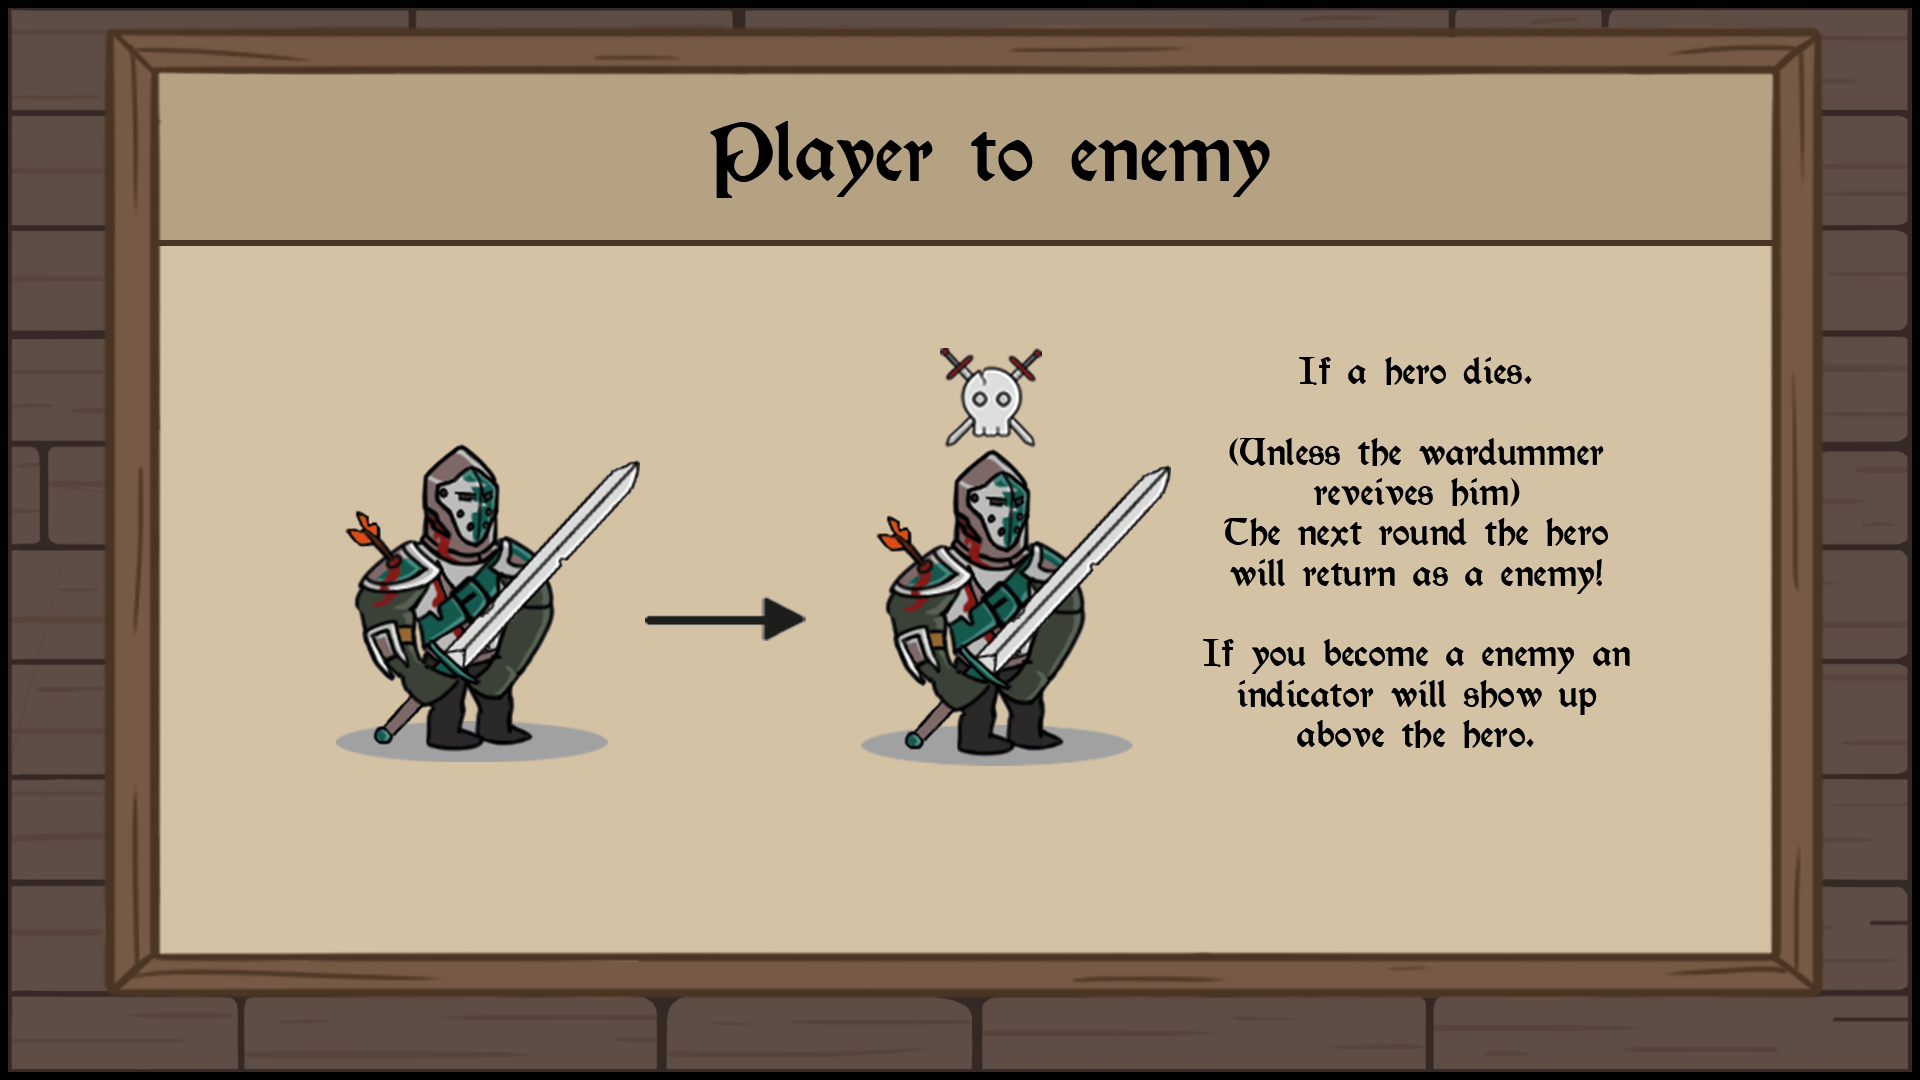 Player to enemy
If a hero dies.
(Unless the wardummer
reveives him)
The next round the hero
will return as a enemy!
If you become a enemy an
indicator will show up
above the hero.